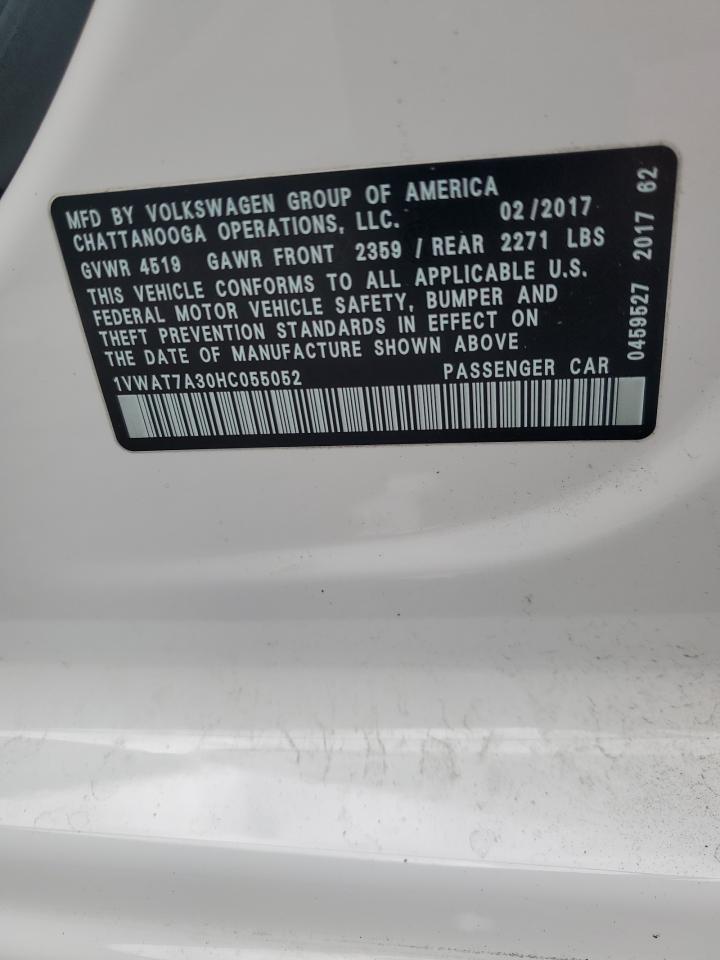 MFD BY VOLKSWAGEN GROUP OF AMERICA
CHATTANOOGA OPERATIONS, LLC. 02/2017
GVWR 4519 GAWR FRONT 2359 / REAR 2271 LBS
THIS VEHICLE CONFORMS TO ALL APPLICABLE U.S.
FEDERAL MOTOR VEHICLE SAFETY, BUMPER AND
THEFT PREVENTION STANDARDS IN EFFECT ON
THE DATE OF MANUFACTURE SHOWN ABOVE
1VWAT7A30HC055052 PASSENGER CAR
0459527 2017 62